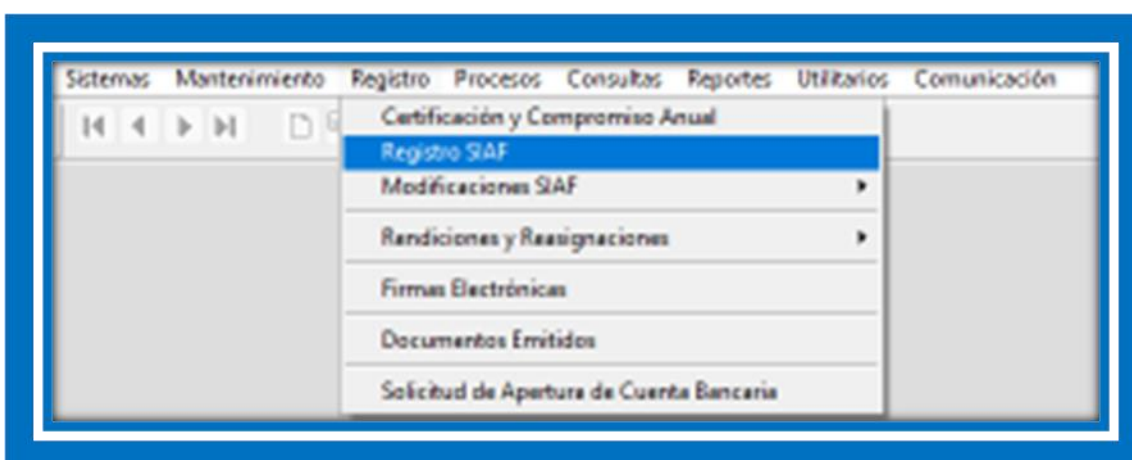 Sistemas Mantenimiento Registro Procesos Consultas Reportes Utilitarios Comunicación
Certificación y Compromiso Anual
Registro SIAF
Modificaciones SIAF
Rendiciones y Reasignaciones
Firmas Electrónicas
Documentos Emitidos
Solicitud de Apertura de Cuenta Bancaria